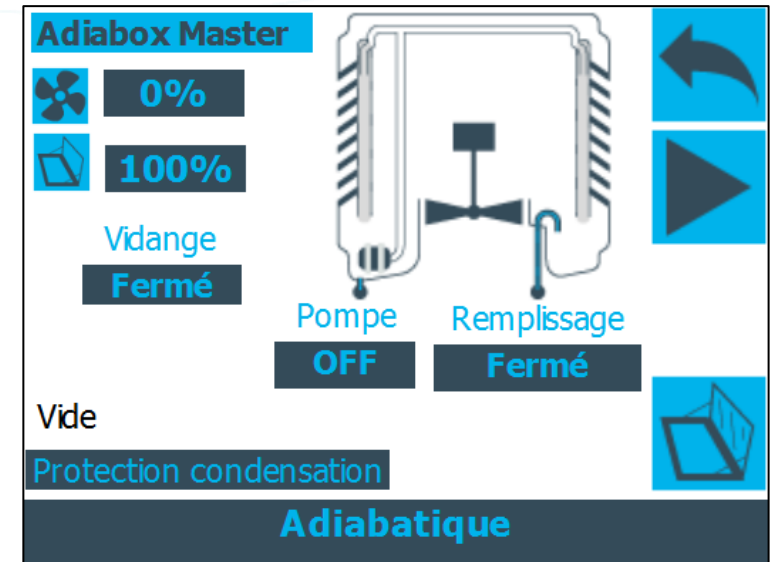 Adiabox Master
0%
100%
Vidange
Fermé
Pompe
Remplissage
OFF
Fermé
Vide
Protection condensation
Adiabatique